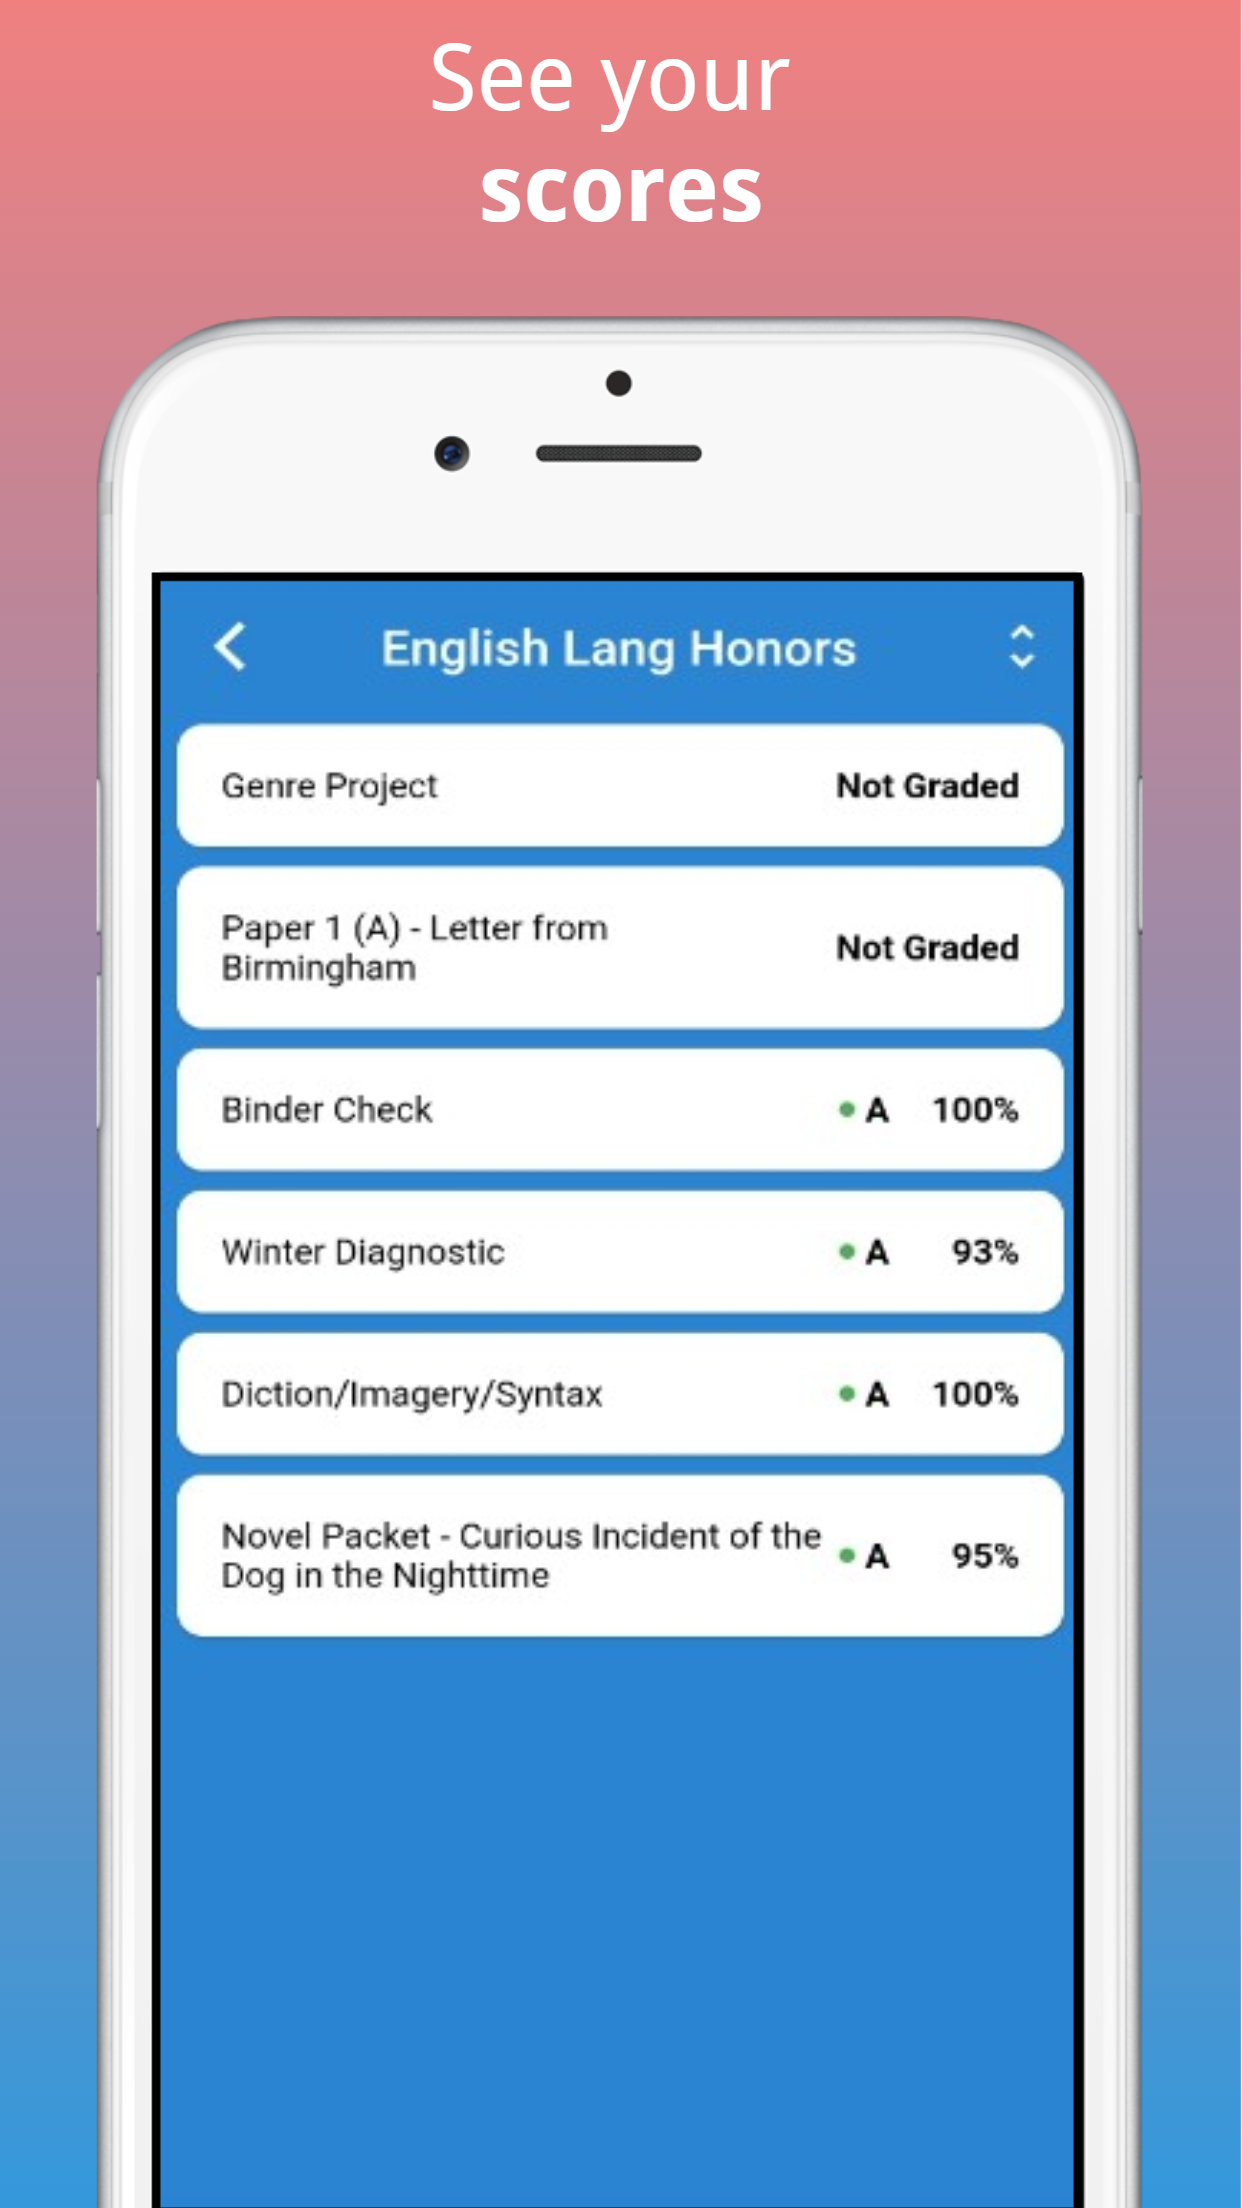 See your
scores
English Lang Honors
Genre Project Not Graded
Paper 1 (A) - Letter from
Birmingham Not Graded
Binder Check A 100%
Winter Diagnostic A 93%
Diction/Imagery/Syntax A 100%
Novel Packet - Curious Incident of the
Dog in the Nighttime A 95%